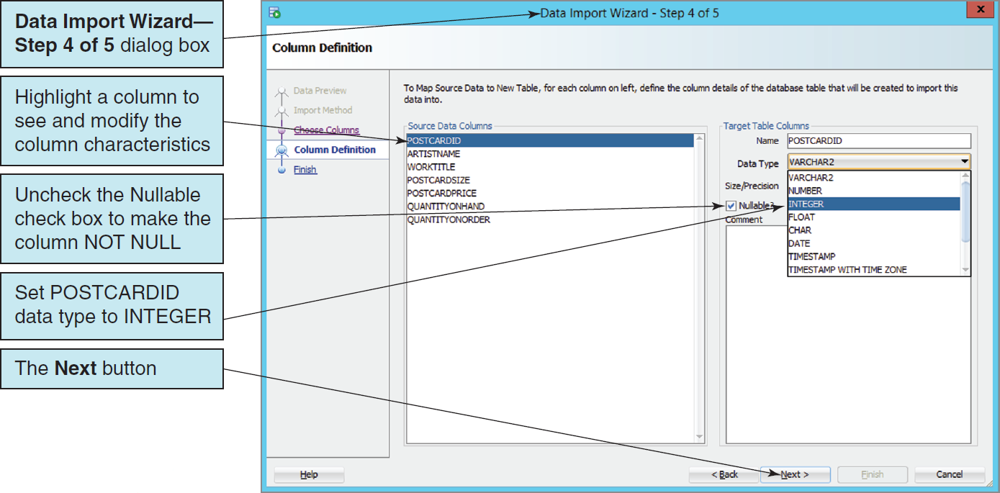 Data Import Wizard—
Step 4 of 5 dialog box
Highlight a column to
see and modify the
column characteristics
Uncheck the Nullable
check box to make the
column NOT NULL
Set POSTCARDID
data type to INTEGER
The Next button
Data Import Wizard - Step 4 of 5
x
Column Definition
Data Preview
Import Method
Choose Columns
Column Definition
Finish
To Map Source Data to New Table, for each column on left, define the column details of the database table that will be created to import this
data into.
Source Data Columns
POSTCARDID
ARTISTNAME
WORKTITLE
POSTCARDSIZE
POSTCARDPRICE
QUANTITYONHAND
QUANTITYONORDER
Target Table Columns
Name POSTCARDID
Data Type VARCHAR2
Size/Precision
Nullable?
Comment
VARCHAR2
NUMBER
INTEGER
FLOAT
CHAR
DATE
TIMESTAMP
TIMESTAMP WITH TIME ZONE
Help
< Back
Next >
Finish
Cancel